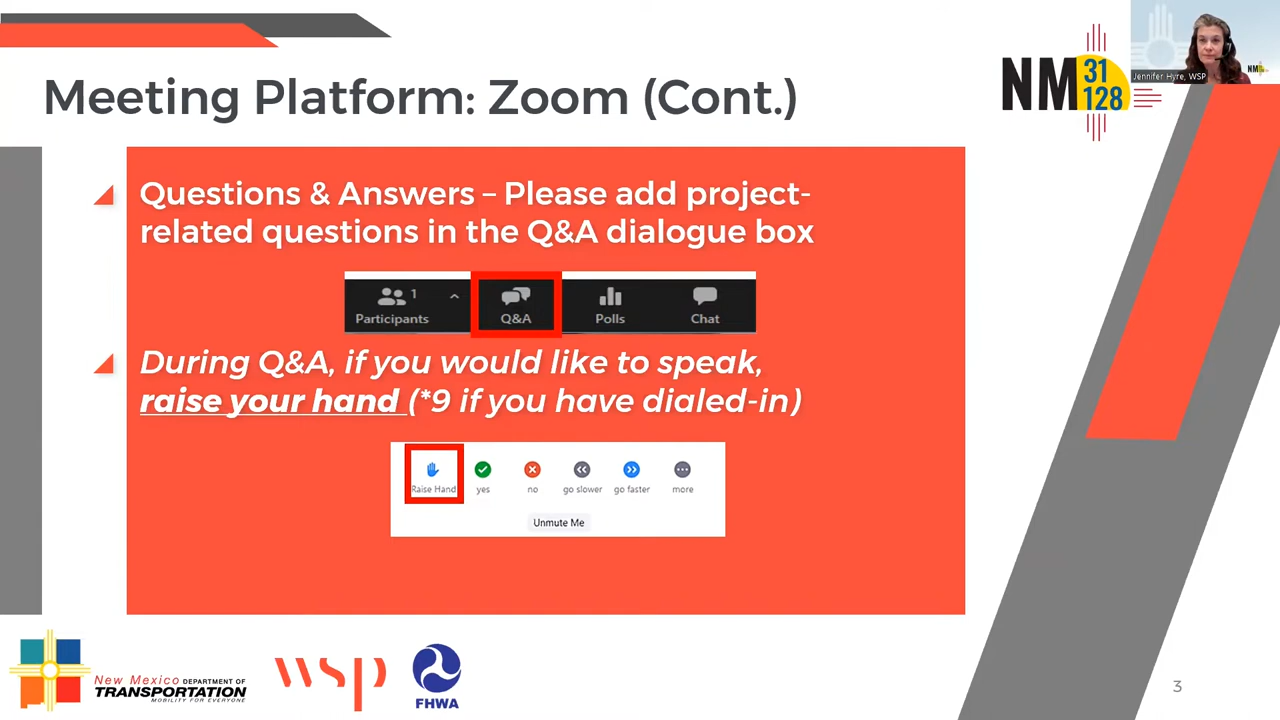 Meeting Platform: Zoom (Cont.)
NM 31
128
Jennifer Hyre, WSP
NM
Questions & Answers – Please add project-
related questions in the Q&A dialogue box
1
Participants Q&A Polls Chat
During Q&A, if you would like to speak,
raise your hand (*9 if you have dialed-in)
Raise Hand yes no go slower go faster more
Unmute Me
New Mexico DEPARTMENT OF
TRANSPORTATION
MOBILITY FOR EVERYONE
wsp
FHWA
3